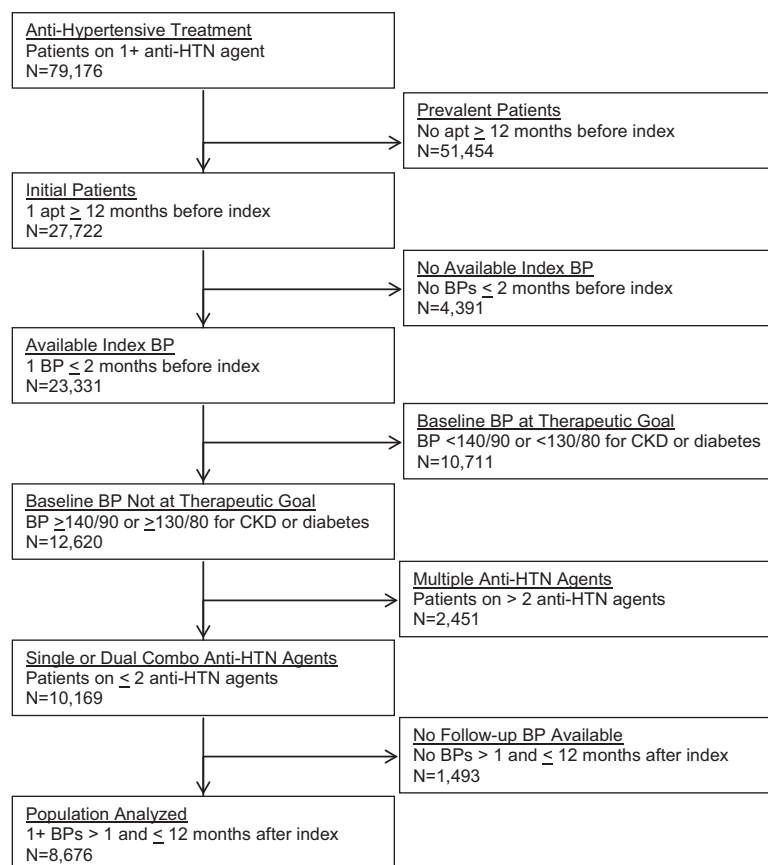 Anti-Hypertensive Treatment
Patients on 1+ anti-HTN agent
N=79,176
Prevalent Patients
No apt ≥ 12 months before index
N=51,454
Initial Patients
1 apt ≥ 12 months before index
N=27,722
No Available Index BP
No BPs ≤ 2 months before index
N=4,391
Available Index BP
1 BP ≤ 2 months before index
N=23,331
Baseline BP at Therapeutic Goal
BP <140/90 or <130/80 for CKD or diabetes
N=10,711
Baseline BP Not at Therapeutic Goal
BP ≥140/90 or ≥130/80 for CKD or diabetes
N=12,620
Multiple Anti-HTN Agents
Patients on > 2 anti-HTN agents
N=2,451
Single or Dual Combo Anti-HTN Agents
Patients on ≤ 2 anti-HTN agents
N=10,169
No Follow-up BP Available
No BPs > 1 and ≤ 12 months after index
N=1,493
Population Analyzed
1+ BPs > 1 and ≤ 12 months after index
N=8,676